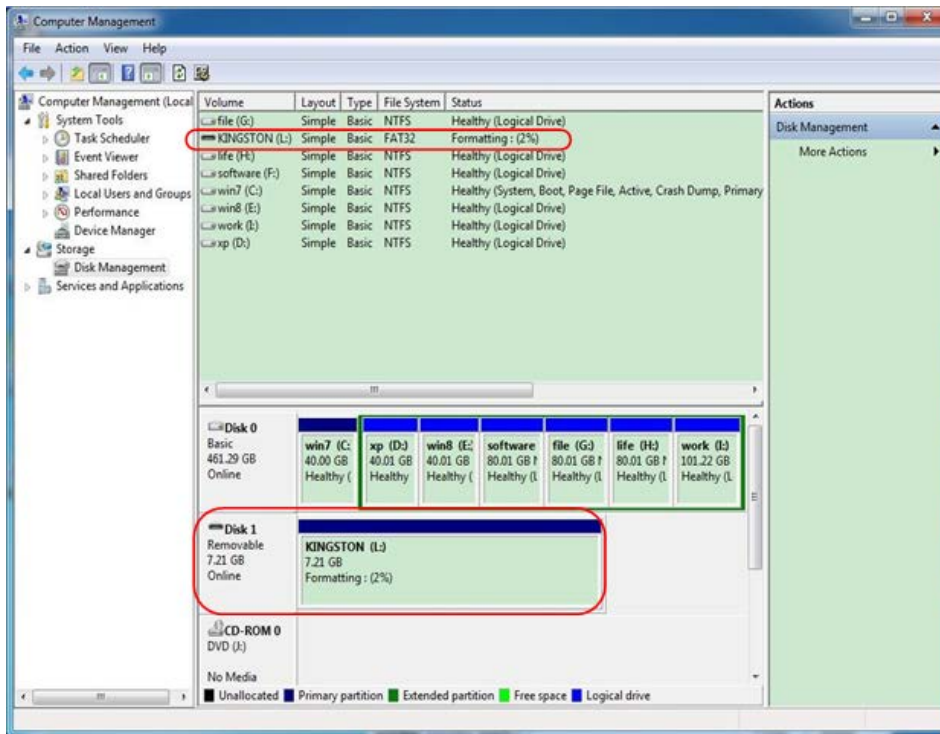 Computer Management
File Action View Help
Computer Management (Local
System Tools
Task Scheduler
Event Viewer
Shared Folders
Local Users and Groups
Performance
Device Manager
Storage
Disk Management
Services and Applications
Volume Layout Type File System Status
file (G:) Simple Basic NTFS Healthy (Logical Drive)
KINGSTON (L:) Simple Basic FAT32 Formatting : (2%)
life (H:) Simple Basic NTFS Healthy (Logical Drive)
software (F:) Simple Basic NTFS Healthy (Logical Drive)
win7 (C:) Simple Basic NTFS Healthy (System, Boot, Page File, Active, Crash Dump, Primary
win8 (E:) Simple Basic NTFS Healthy (Logical Drive)
work (I:) Simple Basic NTFS Healthy (Logical Drive)
xp (D:) Simple Basic NTFS Healthy (Logical Drive)
Disk 0
Basic
461.29 GB
Online
win7 (C: xp (D:) win8 (E: software file (G:) life (H:) work (I:)
40.00 GB 40.01 GB 40.01 GB 80.01 GB 80.01 GB 80.01 GB 101.22 GB
Healthy ( Healthy Healthy ( Healthy (L Healthy (L Healthy (L Healthy (L
Disk 1
Removable
7.21 GB
Online
KINGSTON (L:)
7.21 GB
Formatting : (2%)
CD-ROM 0
DVD (J:)
No Media
Unallocated Primary partition Extended partition Free space Logical drive
Actions
Disk Management
More Actions